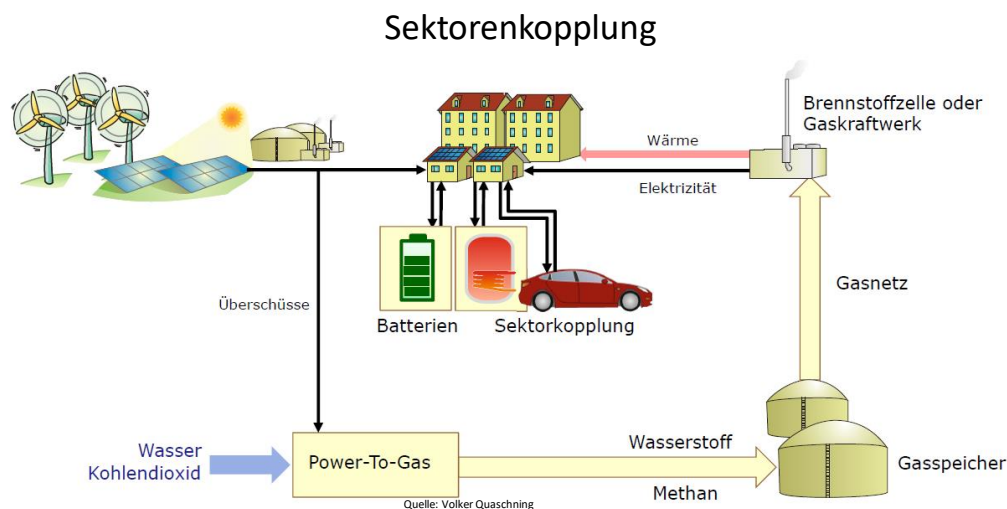 Sektorenkopplung
Brennstoffzelle oder
Gaskraftwerk
Wärme
Elektrizität
Gasnetz
Überschüsse
Batterien
Sektorkopplung
Wasser
Kohlendioxid
Power-To-Gas
Wasserstoff
Methan
Gasspeicher
Quelle: Volker Quaschning